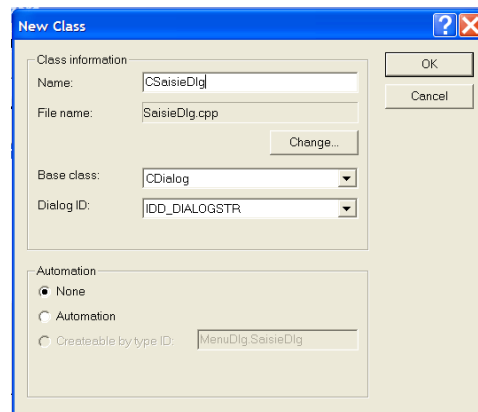 New Class
Class information
Name: CSaisieDlg
OK
File name: SaisieDlg.cpp
Cancel
Change...
Base class: CDialog
Dialog ID: IDD_DIALOGSTR
Automation
None
Automation
Createable by type ID: MenuDlg.SaisieDlg